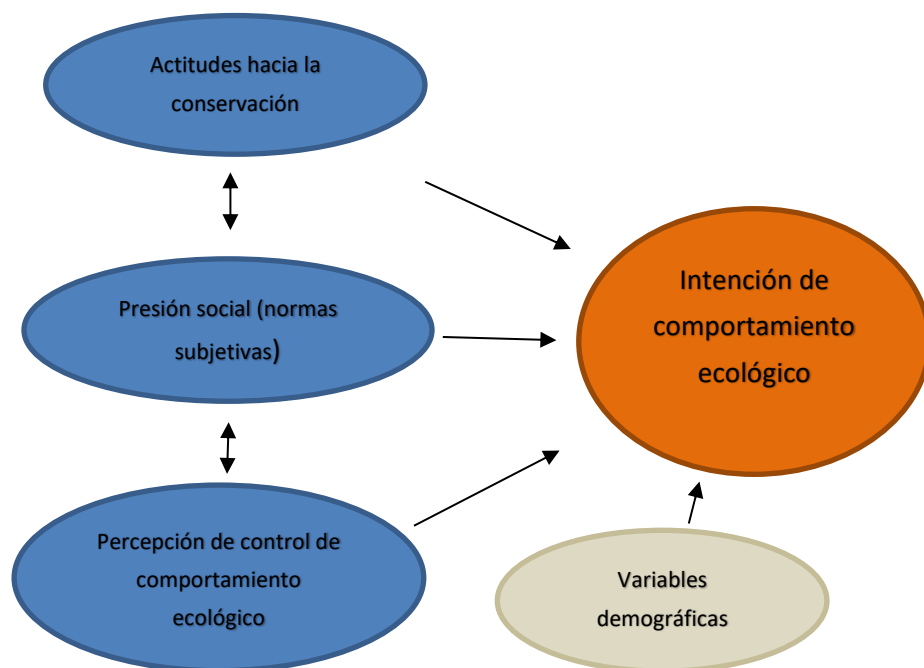 Actitudes hacia la
conservación
Presión social (normas
subjetivas)
Percepción de control de
comportamiento
ecológico
Intención de
comportamiento
ecológico
Variables
demográficas